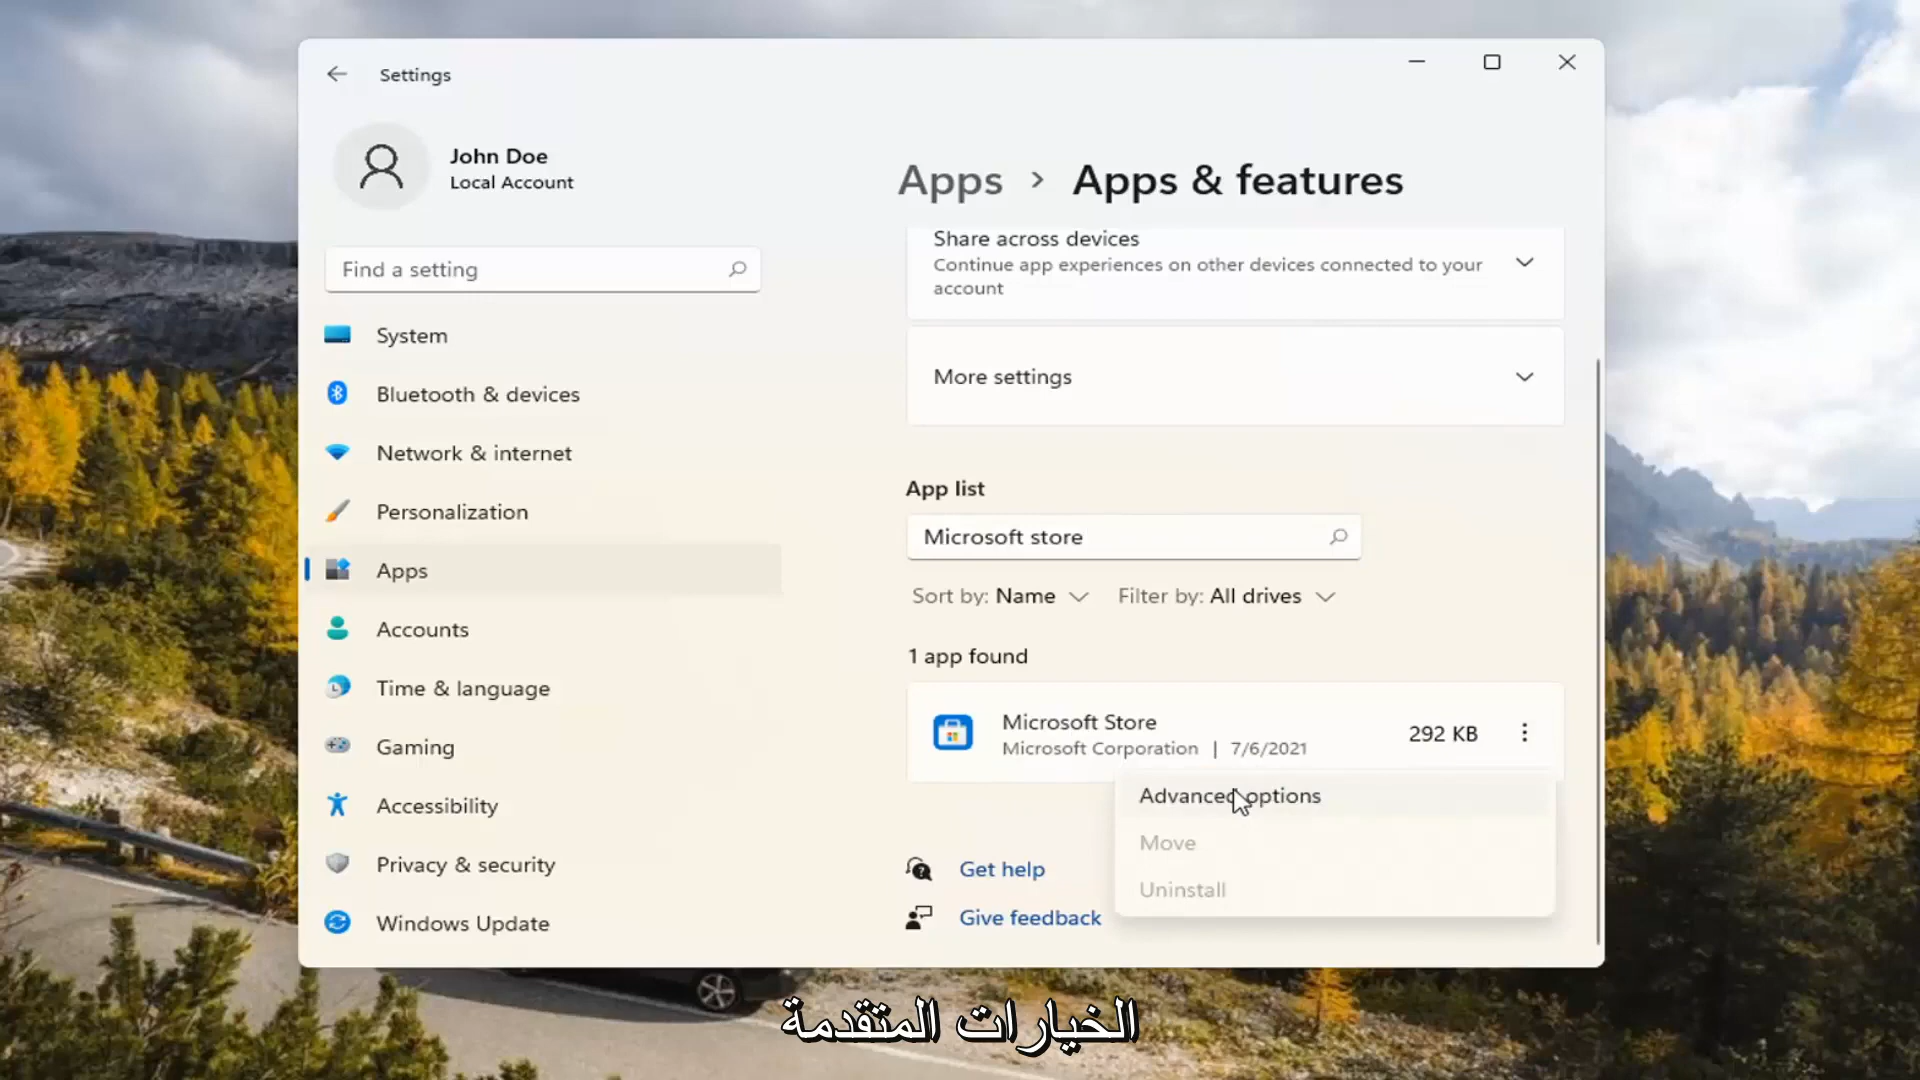 Settings
John Doe
Local Account
Find a setting
System
Bluetooth & devices
Network & internet
Personalization
Apps
Accounts
Time & language
Gaming
Accessibility
Privacy & security
Windows Update
Apps > Apps & features
Share across devices
Continue app experiences on other devices connected to your
account
More settings
App list
Microsoft store
Sort by: Name Filter by: All drives
1 app found
Microsoft Store
Microsoft Corporation | 7/6/2021
292 KB
Advanced options
Move
Uninstall
Get help
Give feedback
الخيارات المتقدمة